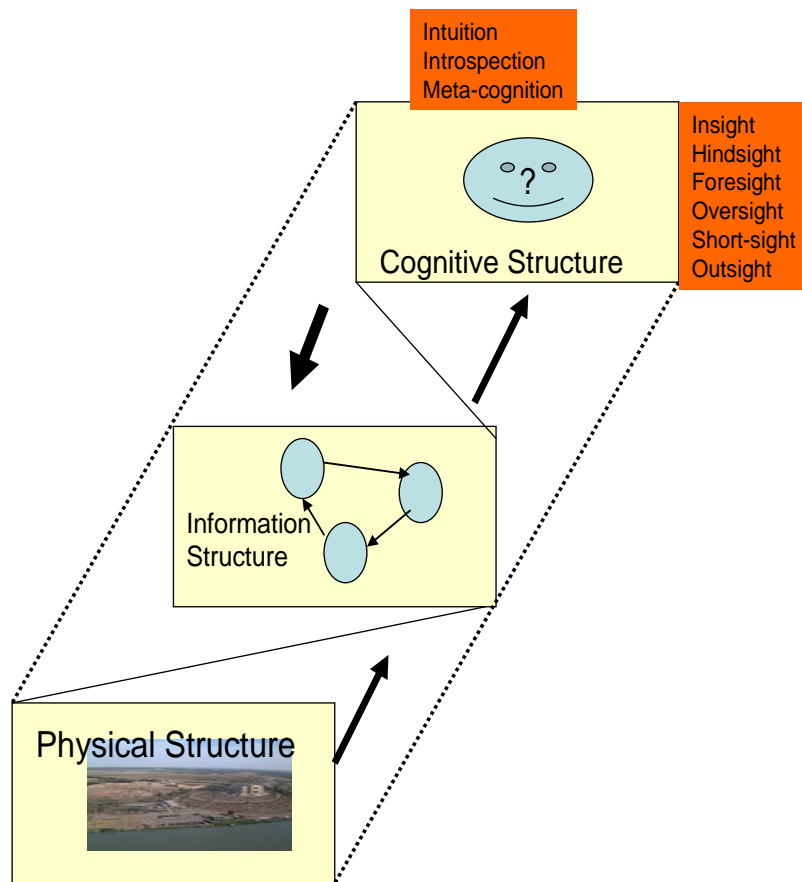 Intuition
Introspection
Meta-cognition
Insight
Hindsight
Foresight
Oversight
Short-sight
Outsight
?
Cognitive Structure
Information
Structure
Physical Structure